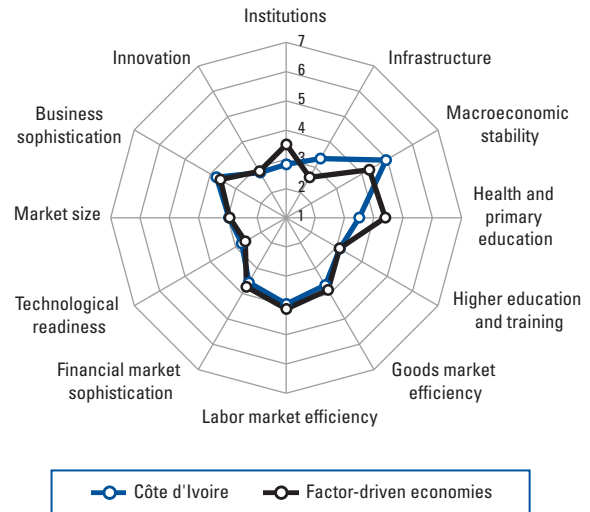 Institutions
7
Innovation
Infrastructure
6
5
Business
sophistication
Macroeconomic
stability
4
3
2
Market size
1
Health and
primary
education
Technological
readiness
Higher education
and training
Financial market
sophistication
Goods market
efficiency
Labor market efficiency
Côte d'Ivoire
Factor-driven economies